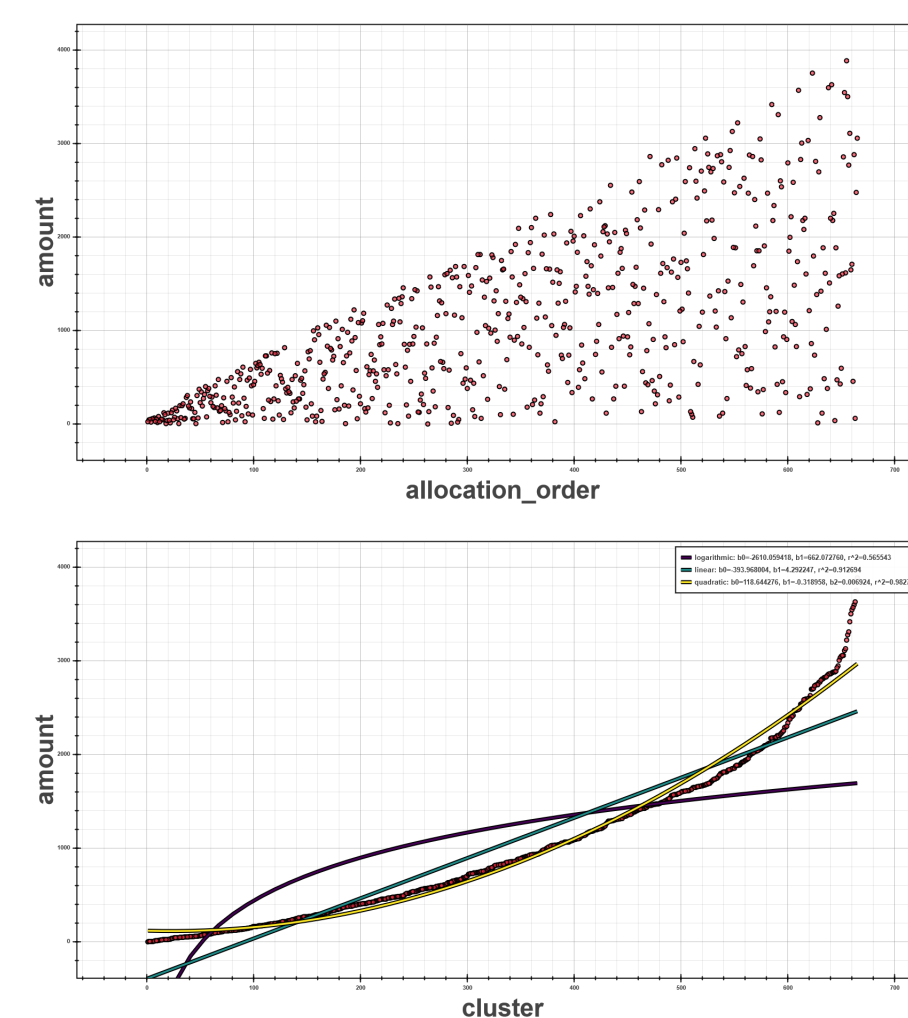 4000
3000
2000
1000
0
amount
0 100 200 300 400 500 600 700
allocation_order
logarithmic: b0=-2610.059418, b1=662.072760, r^2=0.565543
linear: b0=-393.968004, b1=4.292247, r^2=0.912694
quadratic: b0=118.644276, b1=-0.318958, b2=0.006924, r^2=0.982
4000
3000
2000
1000
0
amount
0 100 200 300 400 500 600 700
cluster